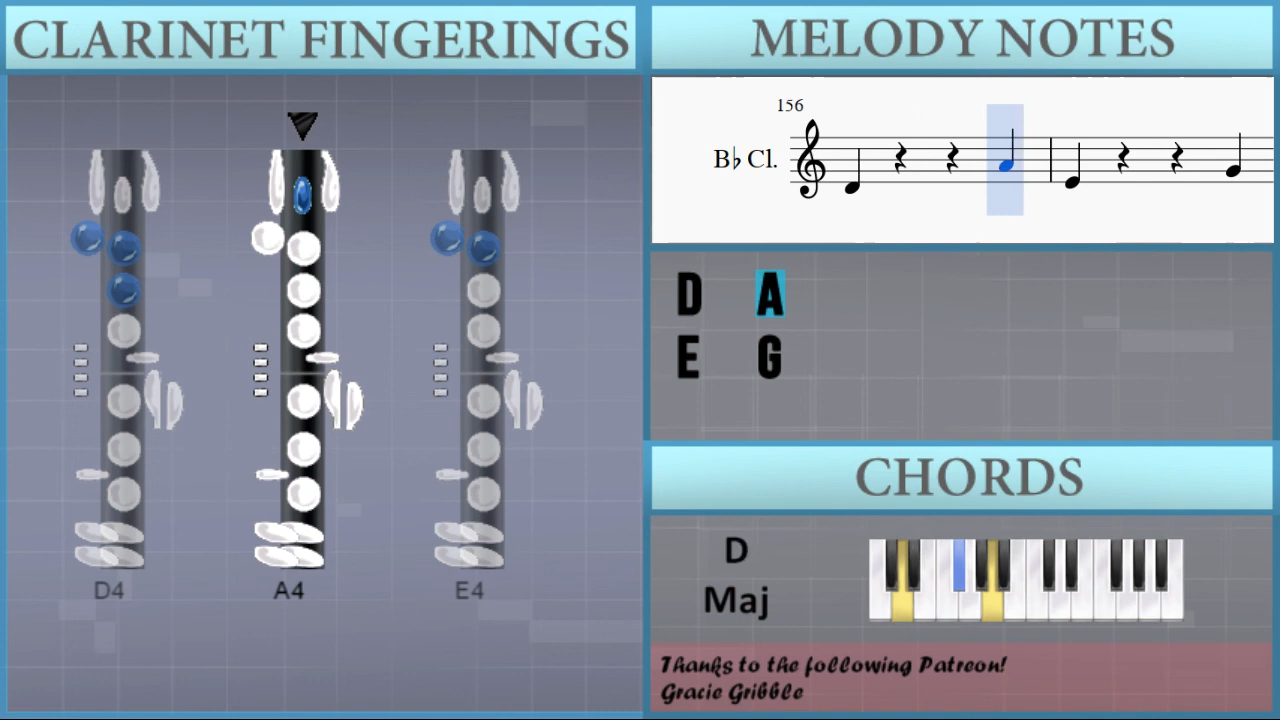 CLARINET FINGERINGS
D4
A4
E4
MELODY NOTES
156
B♭ Cl.
D A
E G
CHORDS
D
Maj
Thanks to the following Patreon!
Gracie Gribble